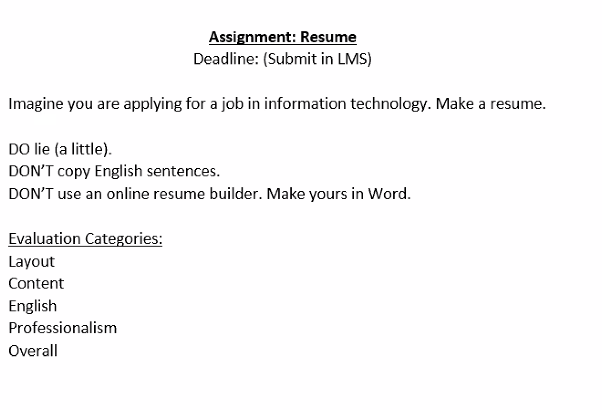 Assignment: Resume
Deadline: (Submit in LMS)
Imagine you are applying for a job in information technology. Make a resume.
DO lie (a little).
DON'T copy English sentences.
DON'T use an online resume builder. Make yours in Word.
Evaluation Categories:
Layout
Content
English
Professionalism
Overall